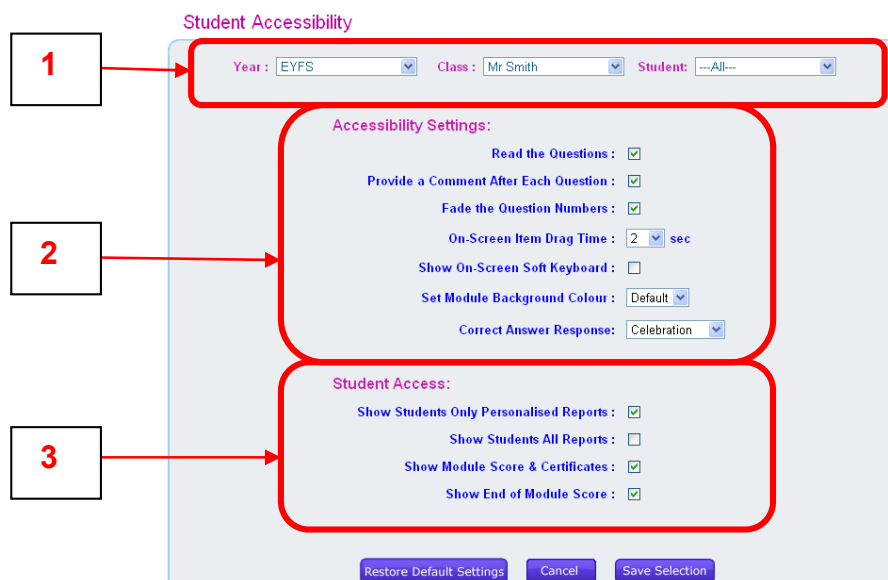 Student Accessibility
1
Year : EYFS Class : Mr Smith Student: ---All---
Accessibility Settings:
Read the Questions :
Provide a Comment After Each Question :
Fade the Question Numbers :
2
On-Screen Item Drag Time : 2 sec
Show On-Screen Soft Keyboard :
Set Module Background Colour : Default
Correct Answer Response: Celebration
Student Access:
Show Students Only Personalised Reports :
Show Students All Reports :
3
Show Module Score & Certificates :
Show End of Module Score :
Restore Default Settings Cancel Save Selection